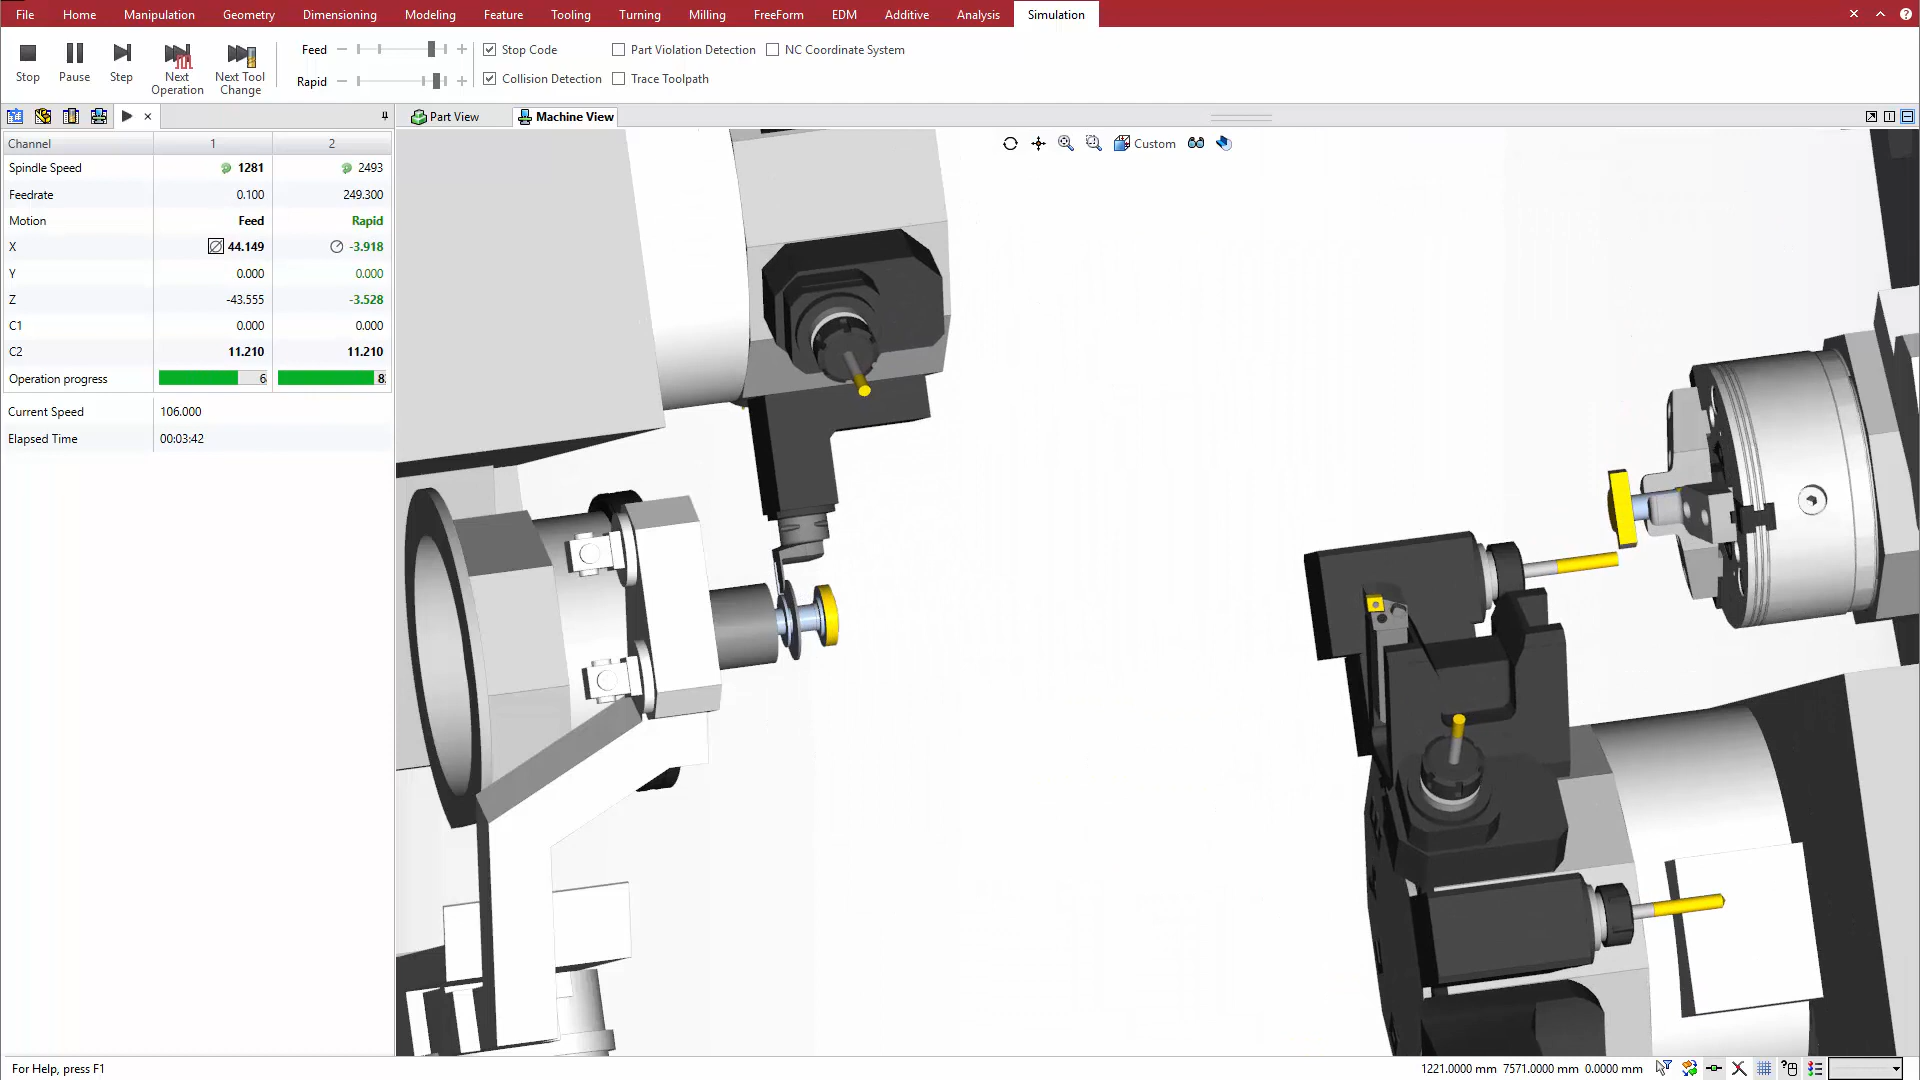 File Home Manipulation Geometry Dimensioning Modeling Feature Tooling Turning Milling FreeForm EDM Additive Analysis Simulation
Stop Pause Step Next Operation Next Tool Change
Feed Stop Code Part Violation Detection NC Coordinate System
Rapid Collision Detection Trace Toolpath
Part View Machine View
Custom
Channel 1 2
Spindle Speed 1281 2493
Feedrate 0.100 249.300
Motion Feed Rapid
X 44.149 -3.918
Y 0.000 0.000
Z -43.555 -3.528
C1 0.000 0.000
C2 11.210 11.210
Operation progress 6 8
Current Speed 106.000
Elapsed Time 00:03:42
For Help, press F1 1221.0000 mm 7571.0000 mm 0.0000 mm